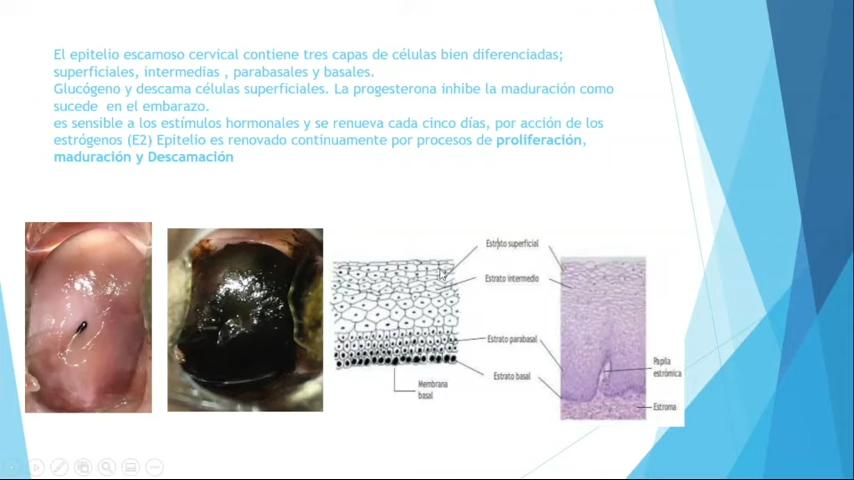 El epitelio escamoso cervical contiene tres capas de células bien diferenciadas;
superficiales, intermedias , parabasales y basales.
Glucógeno y descama células superficiales. La progesterona inhibe la maduración como
sucede en el embarazo.
es sensible a los estímulos hormonales y se renueva cada cinco días, por acción de los
estrógenos (E2) Epitelio es renovado continuamente por procesos de proliferación,
maduración y Descamación
Estrato superficial
Estrato intermedio
Estrato parabasal
Estrato basal
Membrana
basal
Papila
estrómica
Estroma